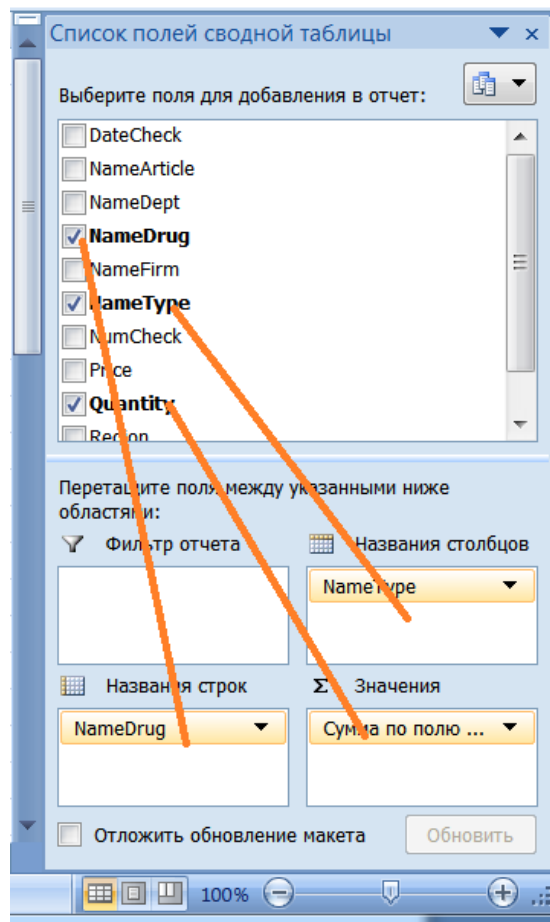 Список полей сводной таблицы
Выберите поля для добавления в отчет:
DateCheck
NameArticle
NameDept
NameDrug
NameFirm
NameType
NumCheck
Price
Quantity
Region
Перетащите поля между указанными ниже
областями:
Фильтр отчета
Названия столбцов
NameType
Названия строк
Σ Значения
NameDrug
Сумма по полю ...
Отложить обновление макета
Обновить
100%